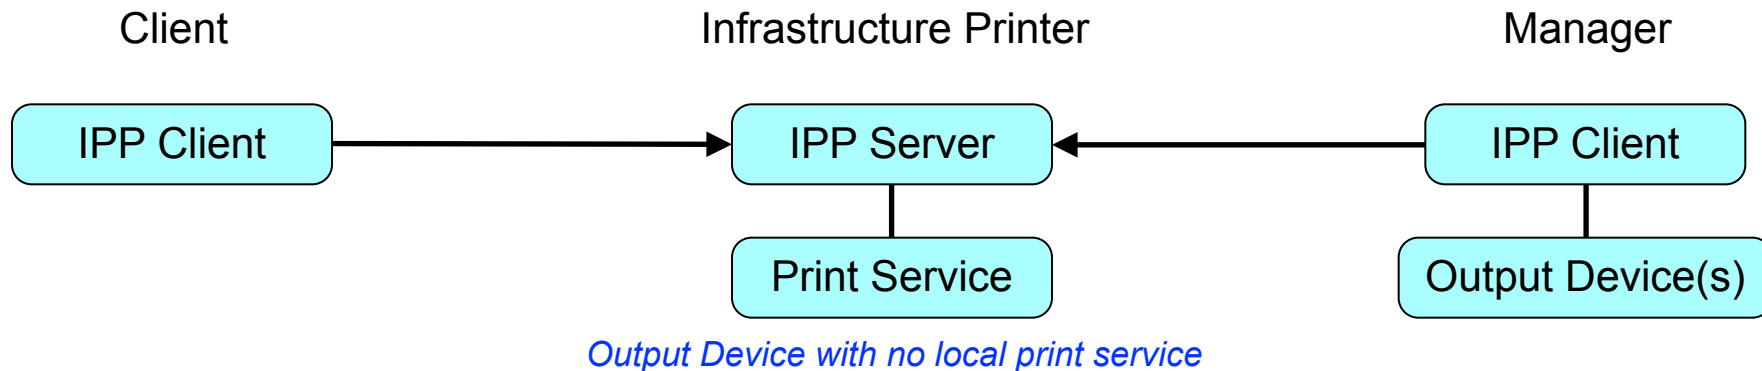 Client Infrastructure Printer Manager
IPP Client IPP Server IPP Client
Print Service Output Device(s)
Output Device with no local print service